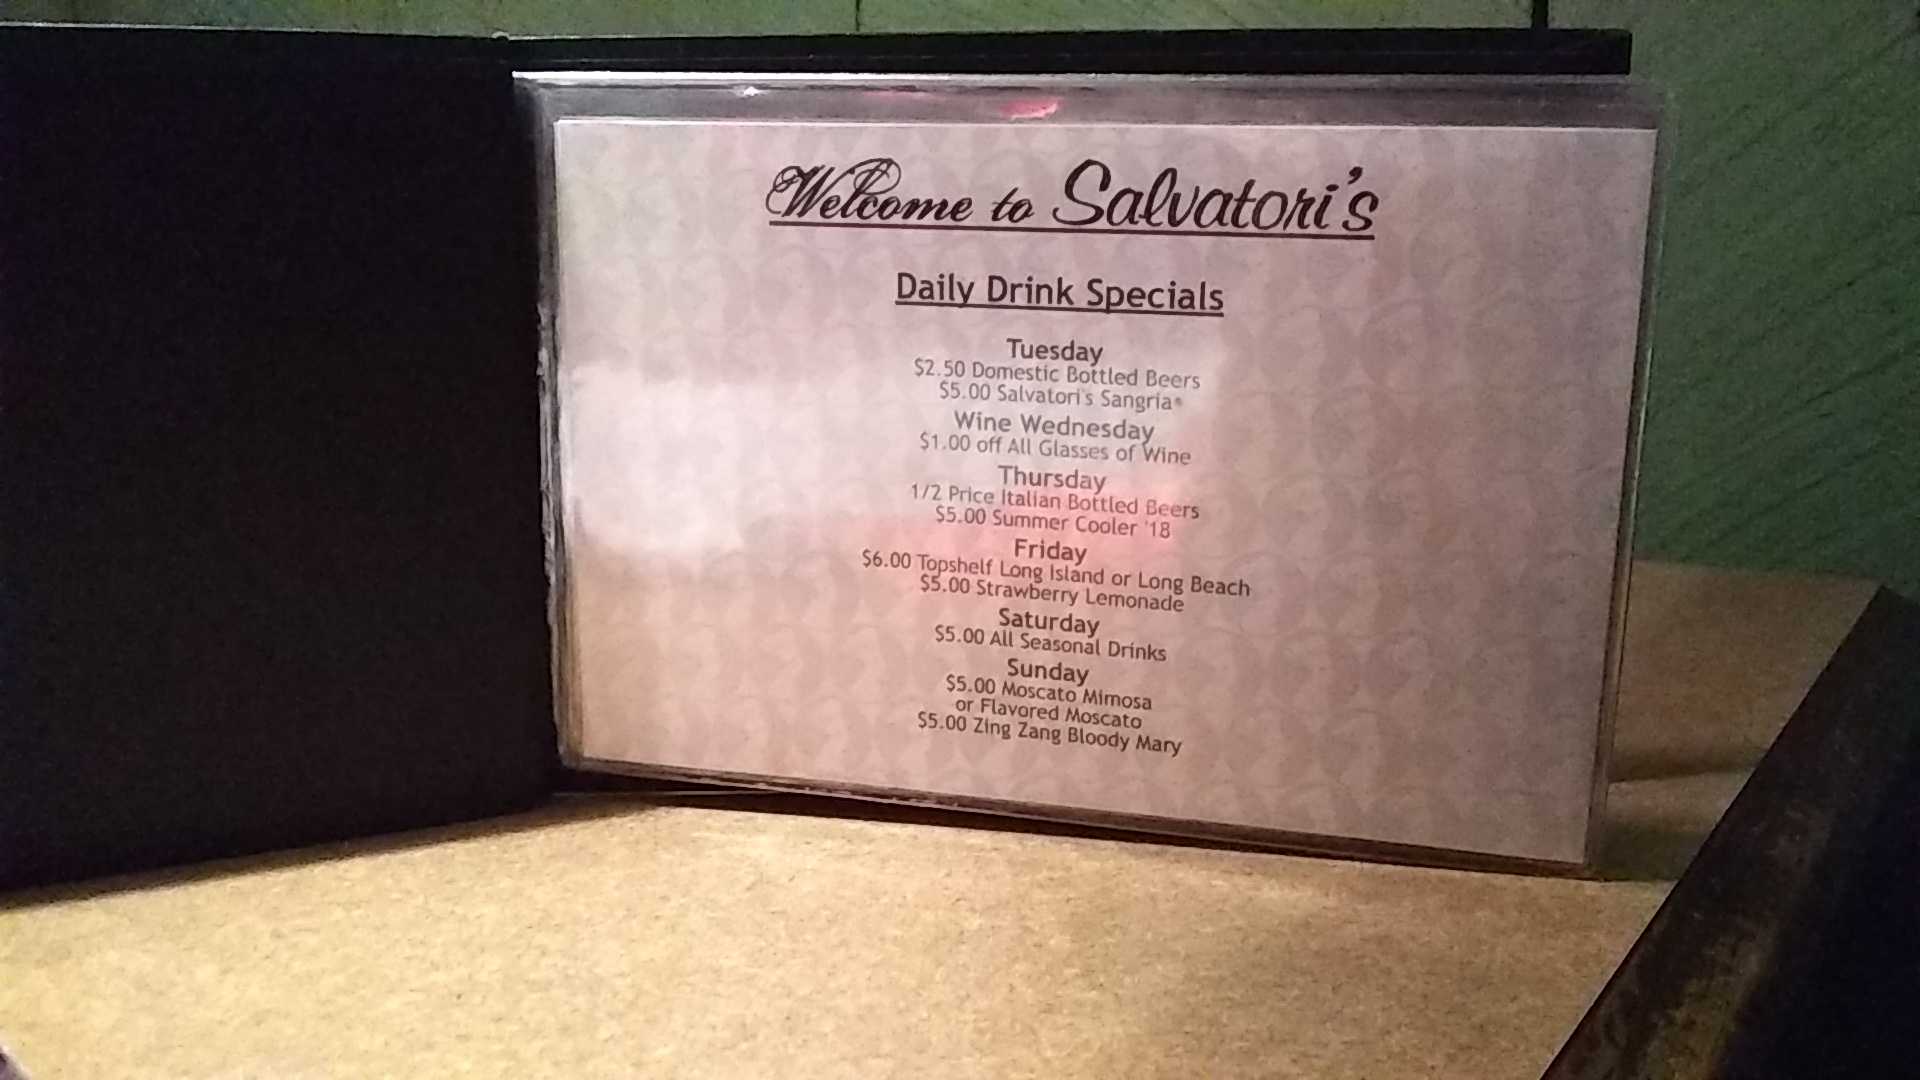 Welcome to Salvatori's
Daily Drink Specials
Tuesday
$2.50 Domestic Bottled Beers
$5.00 Salvatori's Sangria*
Wine Wednesday
$1.00 off All Glasses of Wine
Thursday
1/2 Price Italian Bottled Beers
$5.00 Summer Cooler '18
Friday
$6.00 Topshelf Long Island or Long Beach
$5.00 Strawberry Lemonade
Saturday
$5.00 All Seasonal Drinks
Sunday
$5.00 Moscato Mimosa
or Flavored Moscato
$5.00 Zing Zang Bloody Mary